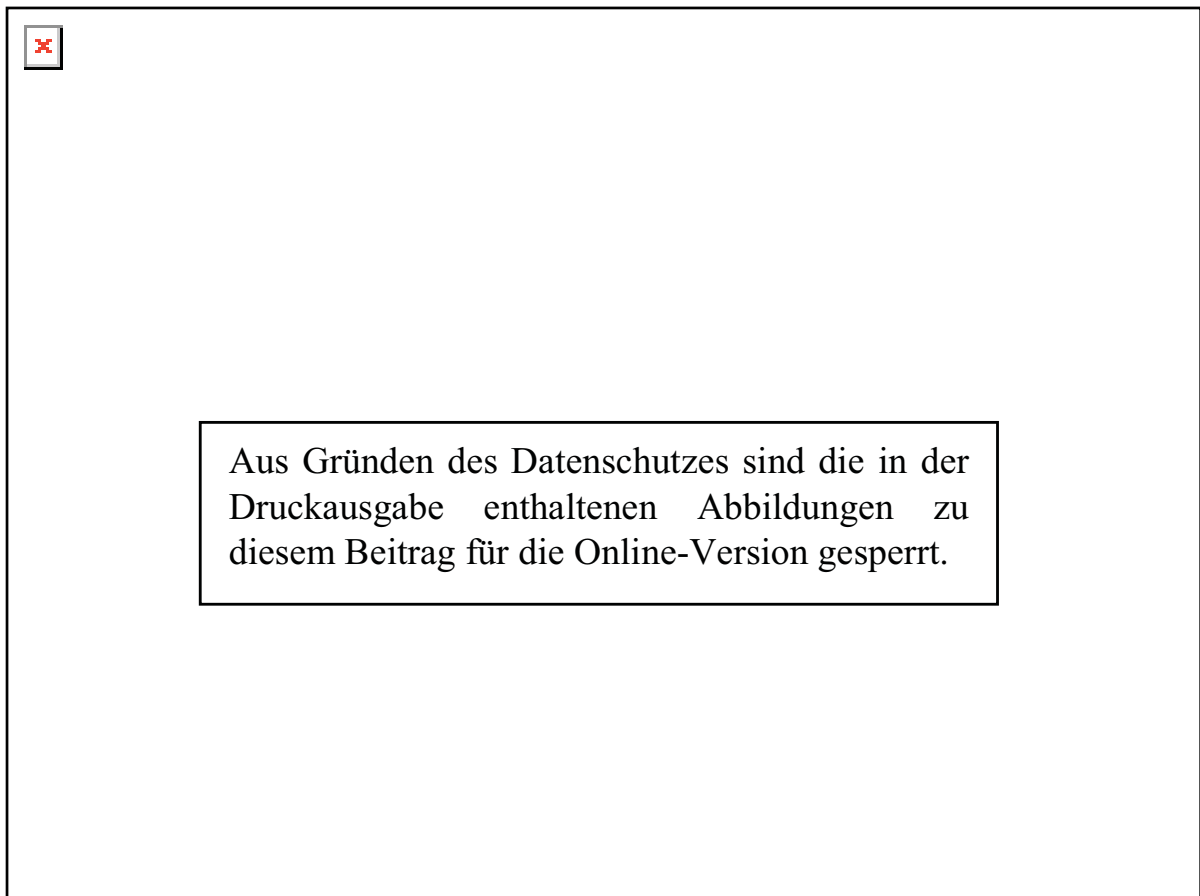 Aus Gründen des Datenschutzes sind die in der
Druckausgabe enthaltenen Abbildungen zu
diesem Beitrag für die Online-Version gesperrt.